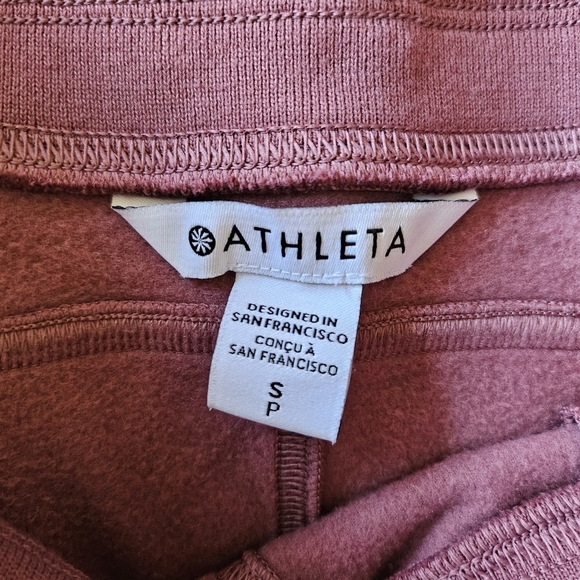 ATHLETA
DESIGNED IN
SAN FRANCISCO
CONÇU À
SAN FRANCISCO
S
P